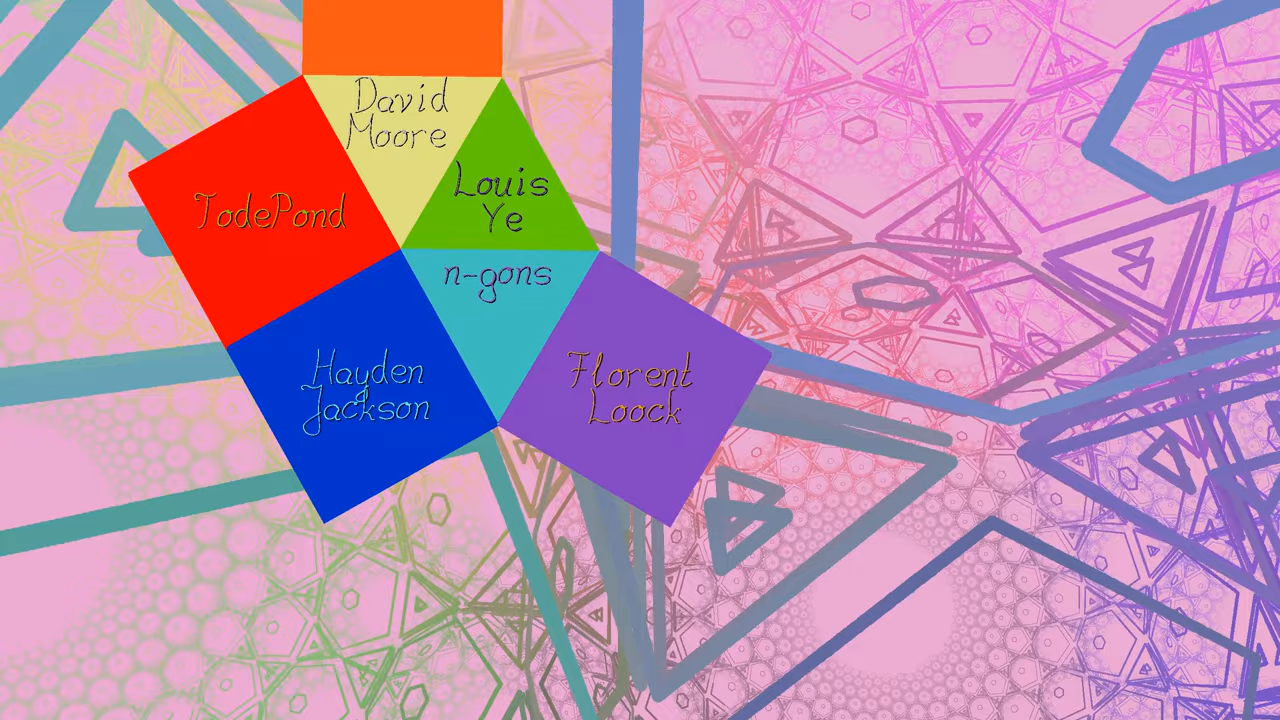 David
Moore
Louis
Ye
TodePond
n-gons
Hayden
Jackson
Florent
Loock